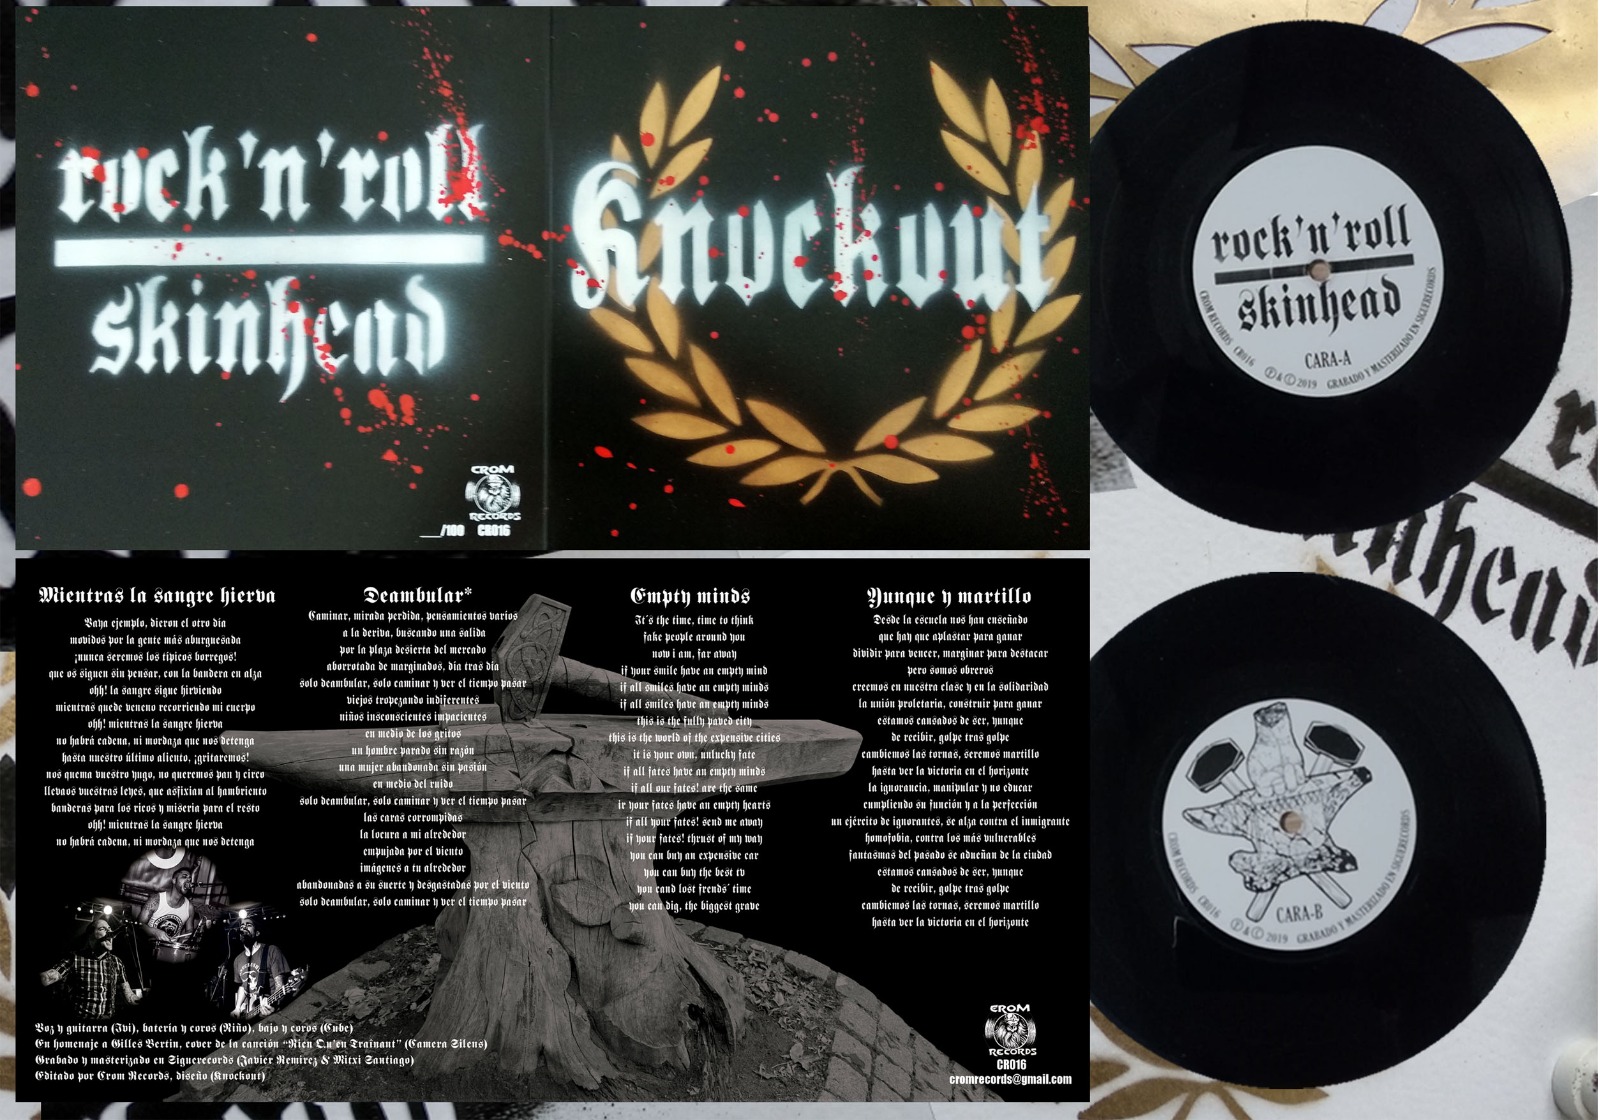 rock'n'roll
skinhead
CROM
RECORDS
/100 CR016
Knockout
rock'n'roll
skinhead
CARA-A
CROM RECORDS CR016 Ⓟ & Ⓒ 2019 GRABADO Y MASTERIZADO EN SIGUERECORDS
Mientras la sangre hierva
Vaya ejemplo, dieron el otro día
movidos por la gente más aburguesada
¡nunca seremos los típicos borregos!
que os siguen sin pensar, con la bandera en alza
ohh! la sangre sigue hirviendo
mientras quede veneno recorriendo mi cuerpo
ohh! mientras la sangre hierva
no habrá cadena, ni mordaza que nos detenga
hasta nuestro último aliento, ¡gritaremos!
nos quema vuestro yugo, no queremos pan y circo
llevaos vuestras leyes, que asfixian al hambriento
banderas para los ricos y miseria para el resto
ohh! mientras la sangre hierva
no habrá cadena, ni mordaza que nos detenga
Deambular*
Caminar, mirada perdida, pensamientos varios
a la deriva, buscando una salida
por la plaza desierta del mercado
aborrotada de marginados, día tras día
solo deambular, solo caminar y ver el tiempo pasar
viejos tropezando indiferentes
niños insconscientes impacientes
en medio de los gritos
un hombre parado sin razón
una mujer abandonada sin pasión
en medio del ruido
solo deambular, solo caminar y ver el tiempo pasar
las caras corrompidas
la locura a mi alrededor
empujada por el viento
imágenes a tu alrededor
abandonadas a su suerte y desgastadas por el viento
solo deambular, solo caminar y ver el tiempo pasar
Empty minds
It´s the time, time to think
fake people around you
now i am, far away
if your smile have an empty mind
if all smiles have an empty minds
if all smiles have an empty minds
this is the fully paved city
this is the world of the expensive cities
it is your own, unlucky fate
if all fates have an empty minds
if all our fates! are the same
if your fates have an empty hearts
if all your fates! send me away
if your fates! thrust of my way
you can buy an expensive car
you can buy the best tv
you cand lost frends´ time
you can dig, the biggest grave
Yunque y martillo
Desde la escuela nos han enseñado
que hay que aplastar para ganar
dividir para vencer, marginar para destacar
pero somos obreros
creemos en nuestra clase y en la solidaridad
la unión proletaria, construir para ganar
estamos cansados de ser, yunque
de recibir, golpe tras golpe
cambiemos las tornas, seremos martillo
hasta ver la victoria en el horizonte
la ignorancia, manipular y no educar
cumpliendo su función y a la perfección
un ejército de ignorantes, se alza contra el inmigrante
homofobia, contra los más vulnerables
fantasmas del pasado se adueñan de la ciudad
estamos cansados de ser, yunque
de recibir, golpe tras golpe
cambiemos las tornas, seremos martillo
hasta ver la victoria en el horizonte
Voz y guitarra (Ivi), batería y coros (Niño), bajo y coros (Cube)
En homenaje a Gilles Bertin, cover de la canción "Rien Qu'en Trainant" (Camera Silens)
Grabado y masterizado en Siguerecords (Javier Remírez & Mitxi Santiago)
Editado por Crom Records, diseño (Knockout)
CROM
RECORDS
CR016
cromrecords@gmail.com
CARA-B
CROM RECORDS CR016 Ⓟ & Ⓒ 2019 GRABADO Y MASTERIZADO EN SIGUERECORDS